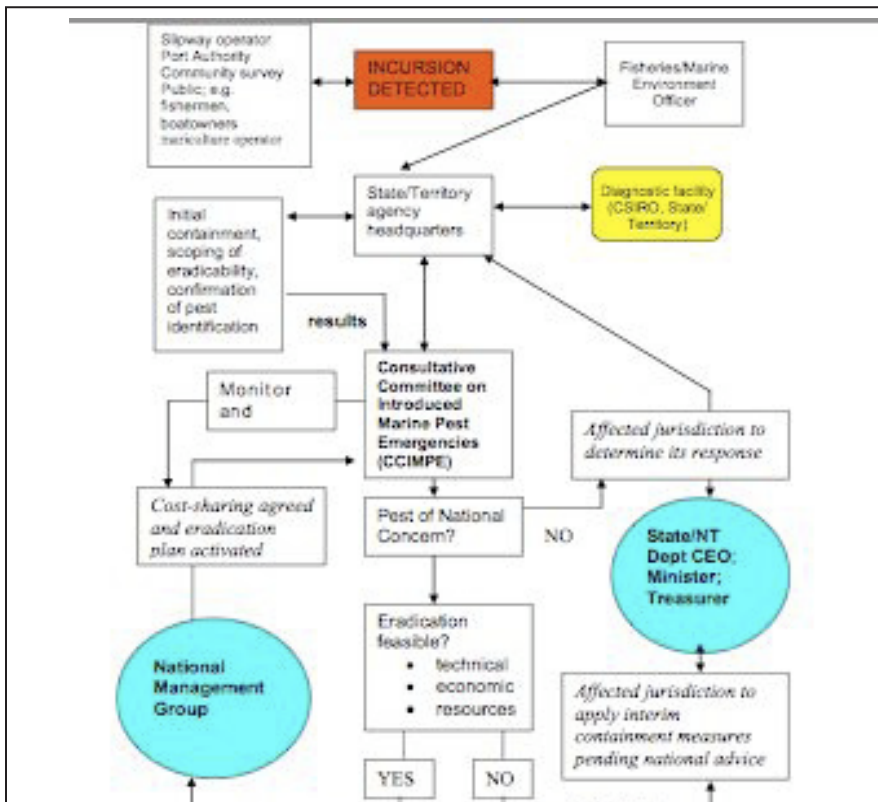 Slipway operator
Port Authority
Community survey
Public; e.g.
fishermen,
boatowners
mariculture operator
INCURSION
DETECTED
Fisheries/Marine
Environment
Officer
State/Territory
agency
headquarters
Diagnostic facility
(CSIRO, State/
Territory)
Initial
containment,
scoping of
eradicability,
confirmation
of pest
identification
results
Consultative
Committee on
Introduced
Marine Pest
Emergencies
(CCIMPE)
Monitor
and
Affected jurisdiction to
determine its response
Cost-sharing agreed
and eradication
plan activated
Pest of National
Concern?
NO
State/NT
Dept CEO;
Minister;
Treasurer
Eradication
feasible?
• technical
• economic
• resources
National
Management
Group
Affected jurisdiction to
apply interim
containment measures
pending national advice
YES
NO